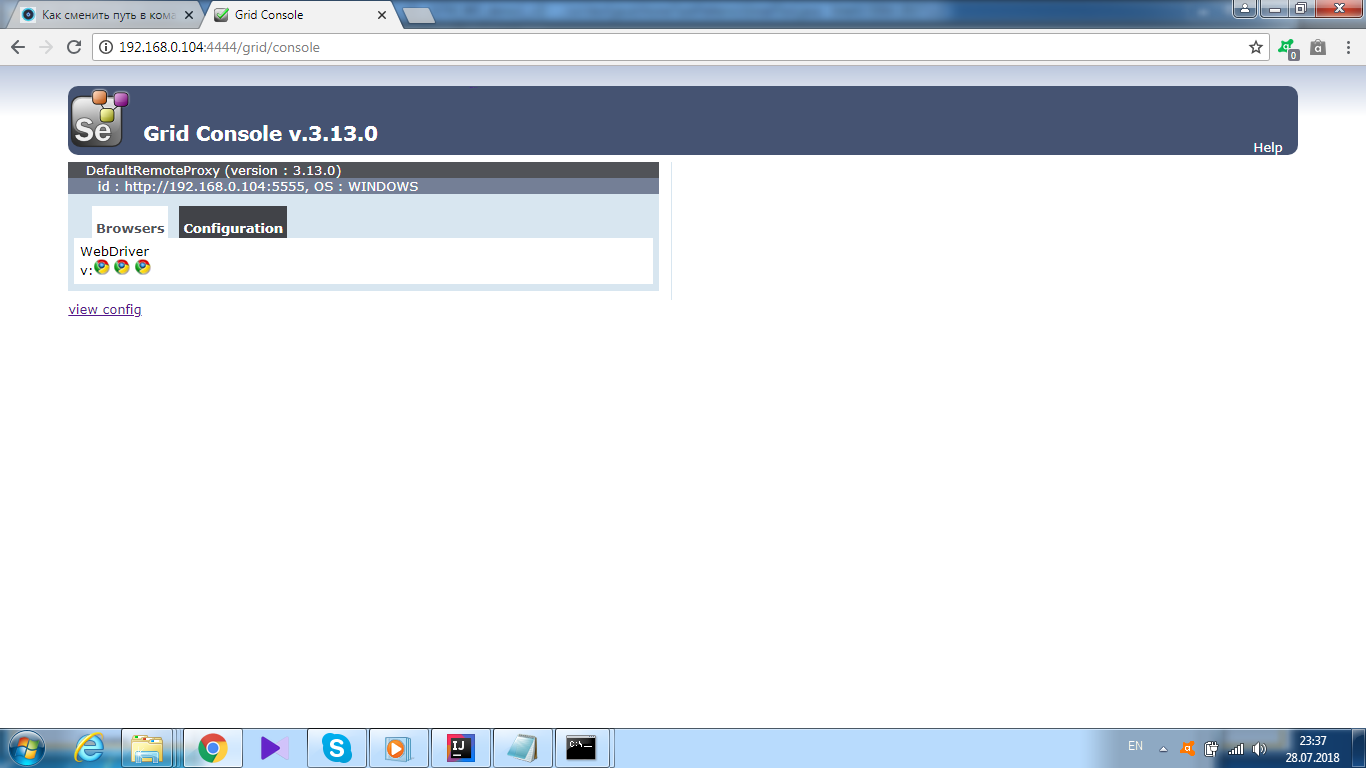 Как сменить путь в кома
Grid Console
192.168.0.104:4444/grid/console
0
Se
Grid Console v.3.13.0
Help
DefaultRemoteProxy (version : 3.13.0)
id : http://192.168.0.104:5555, OS : WINDOWS
Browsers
Configuration
WebDriver
v:
view config
EN
23:37
28.07.2018